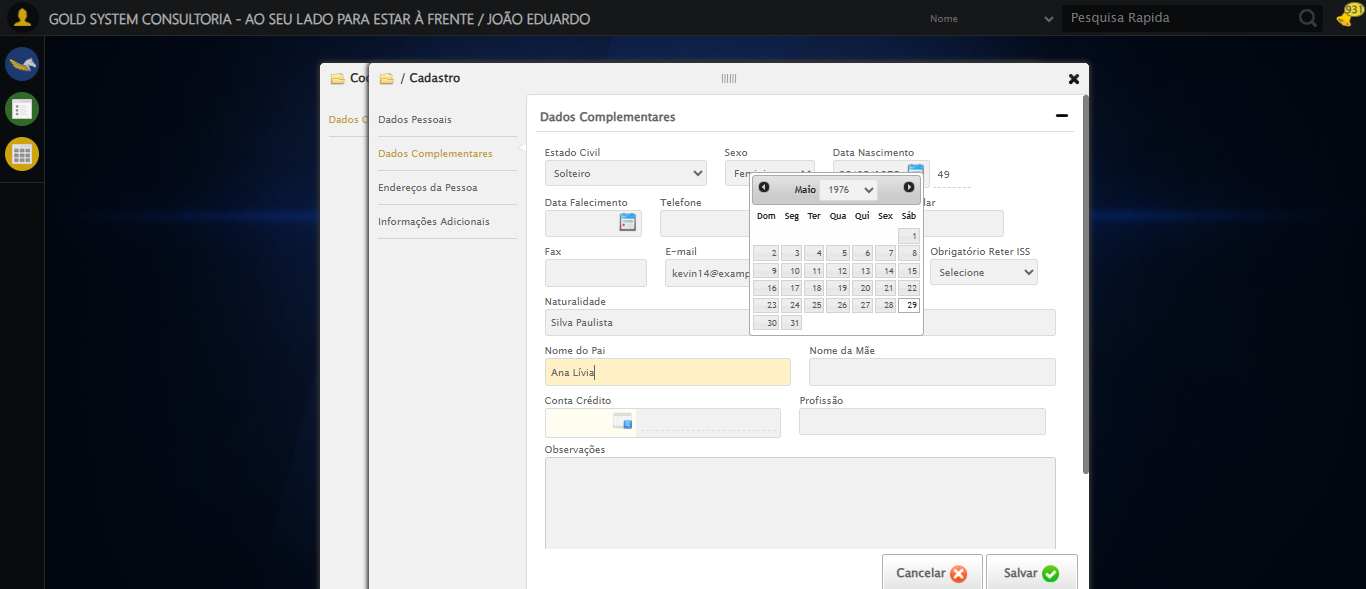 GOLD SYSTEM CONSULTORIA - AO SEU LADO PARA ESTAR À FRENTE / JOÃO EDUARDO
Nome
Pesquisa Rapida
931
/ Cadastro
Dados Pessoais
Dados Complementares
Endereços da Pessoa
Informações Adicionais
Dados Complementares
Estado Civil Sexo Data Nascimento
Solteiro 49
Maio 1976
Dom Seg Ter Qua Qui Sex Sáb
1
2 3 4 5 6 7 8
9 10 11 12 13 14 15
16 17 18 19 20 21 22
23 24 25 26 27 28 29
30 31
Data Falecimento Telefone
Fax E-mail Obrigatório Reter ISS
kevin14@examp Selecione
Naturalidade
Silva Paulista
Nome do Pai Nome da Mãe
Ana Lívia
Conta Crédito Profissão
Observações
Cancelar Salvar